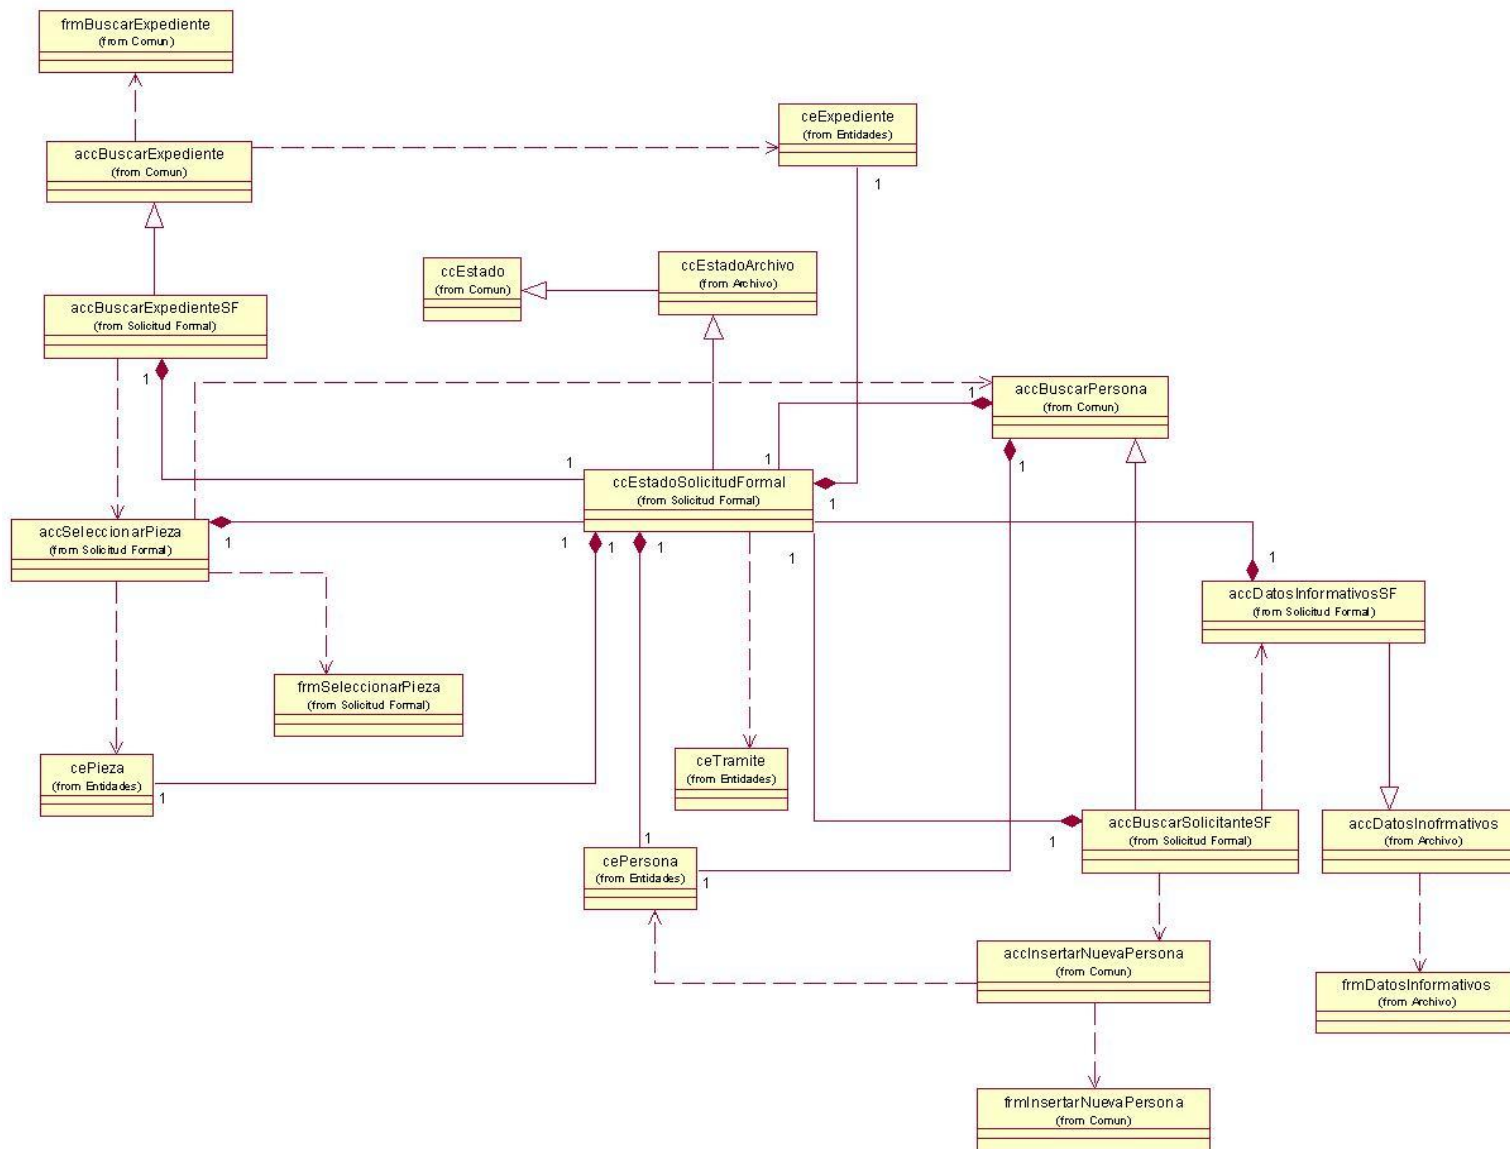 frmBuscarExpediente
(from Comun)
ceExpediente
(from Entidades)
accBuscarExpediente
(from Comun)
1
ccEstado
(from Comun)
ccEstadoArchivo
(from Archivo)
accBuscarExpedienteSF
(from Solicitud Formal)
1
accBuscarPersona
(from Comun)
1
1
1
1
ccEstadoSolicitudFormal
(from Solicitud Formal)
1
accSeleccionarPieza
(from Solicitud Formal)
1
1
1
1
1
1
accDatosInformativosSF
(from Solicitud Formal)
frmSeleccionarPieza
(from Solicitud Formal)
cePieza
(from Entidades)
1
ceTramite
(from Entidades)
accBuscarSolicitanteSF
(from Solicitud Formal)
1
accDatosInofrmativos
(from Archivo)
1
cePersona
(from Entidades)
1
accInsertarNuevaPersona
(from Comun)
frmDatosInformativos
(from Archivo)
frmInsertarNuevaPersona
(from Comun)